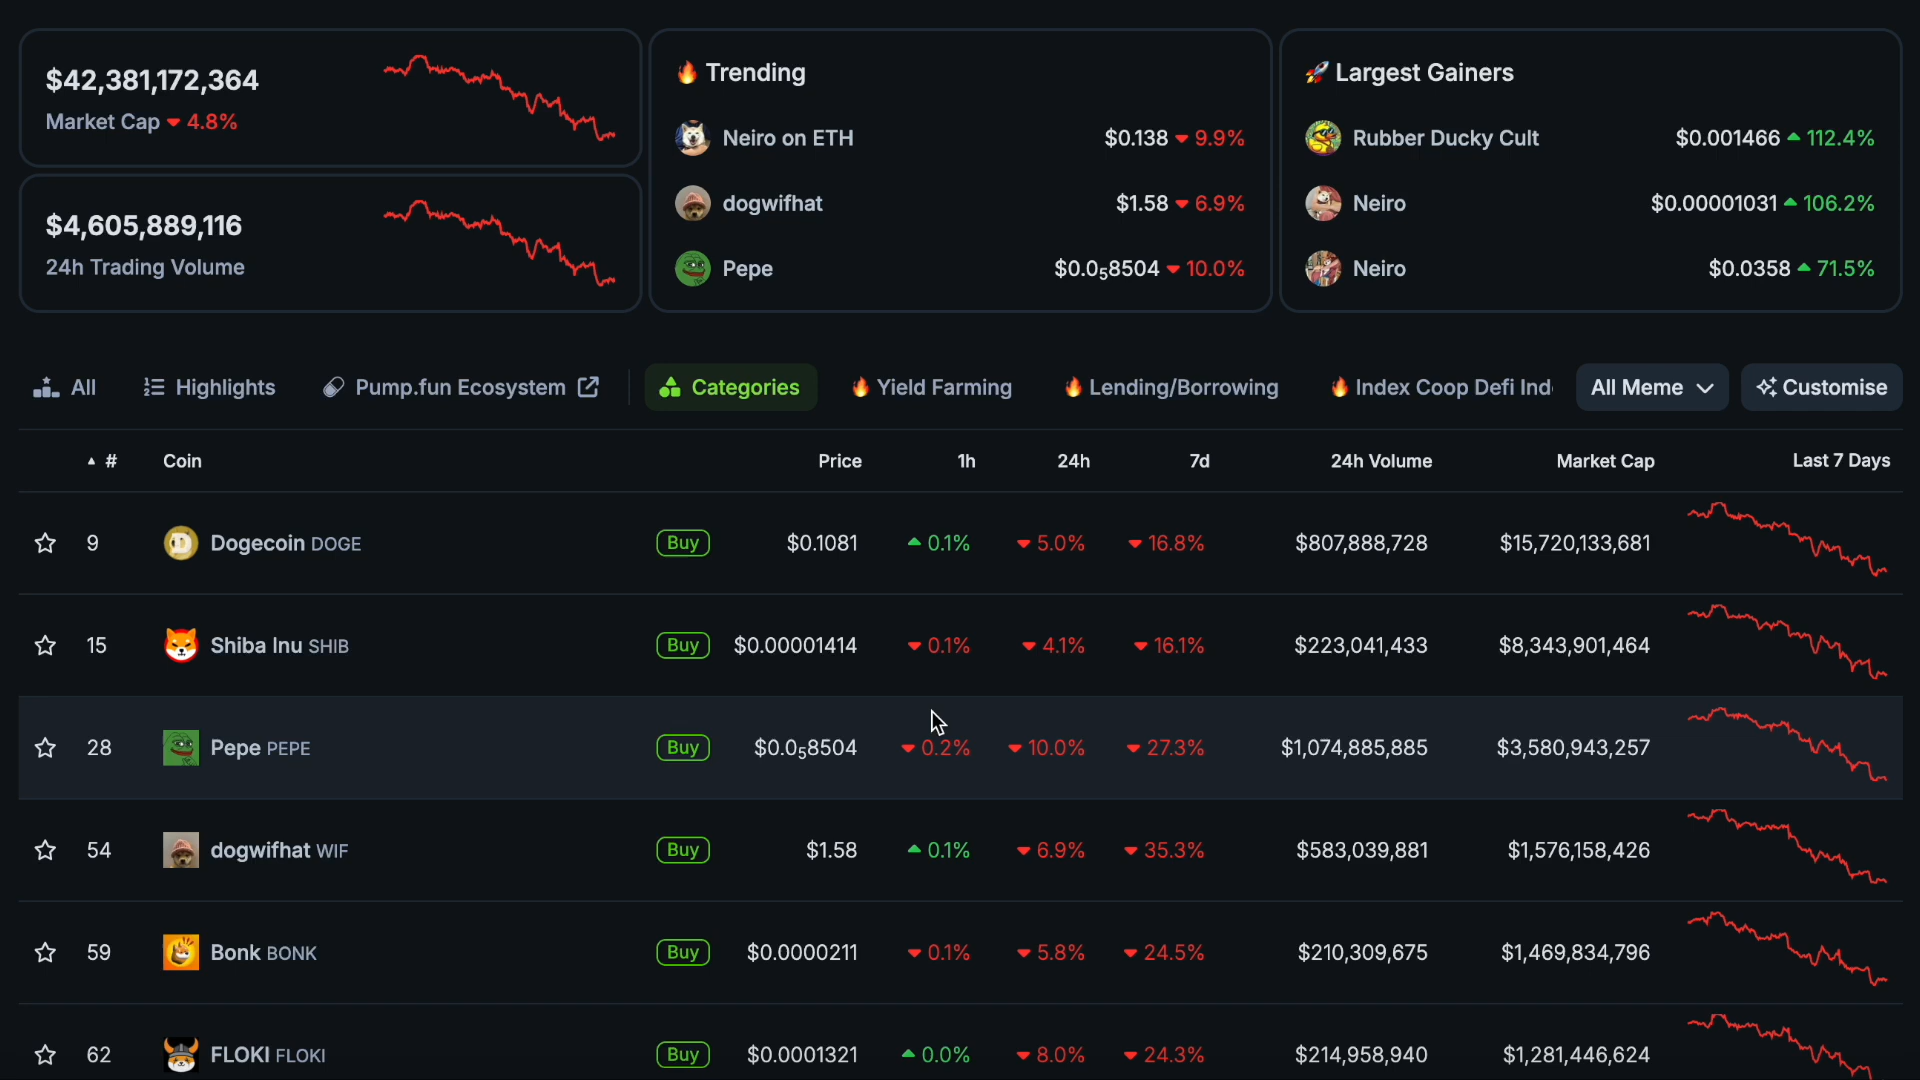 $42,381,172,364
Market Cap ▼ 4.8%
$4,605,889,116
24h Trading Volume
🔥 Trending
Neiro on ETH $0.138 ▼ 9.9%
dogwifhat $1.58 ▼ 6.9%
Pepe $0.0₅8504 ▼ 10.0%
🚀 Largest Gainers
Rubber Ducky Cult $0.001466 ▲ 112.4%
Neiro $0.00001031 ▲ 106.2%
Neiro $0.0358 ▲ 71.5%
All Highlights Pump.fun Ecosystem Categories 🔥 Yield Farming 🔥 Lending/Borrowing 🔥 Index Coop Defi Ind All Meme Customise
▲ # Coin Price 1h 24h 7d 24h Volume Market Cap Last 7 Days
9 Dogecoin DOGE Buy $0.1081 ▲ 0.1% ▼ 5.0% ▼ 16.8% $807,888,728 $15,720,133,681
15 Shiba Inu SHIB Buy $0.00001414 ▼ 0.1% ▼ 4.1% ▼ 16.1% $223,041,433 $8,343,901,464
28 Pepe PEPE Buy $0.0₅8504 ▼ 0.2% ▼ 10.0% ▼ 27.3% $1,074,885,885 $3,580,943,257
54 dogwifhat WIF Buy $1.58 ▲ 0.1% ▼ 6.9% ▼ 35.3% $583,039,881 $1,576,158,426
59 Bonk BONK Buy $0.0000211 ▼ 0.1% ▼ 5.8% ▼ 24.5% $210,309,675 $1,469,834,796
62 FLOKI FLOKI Buy $0.0001321 ▲ 0.0% ▼ 8.0% ▼ 24.3% $214,958,940 $1,281,446,624